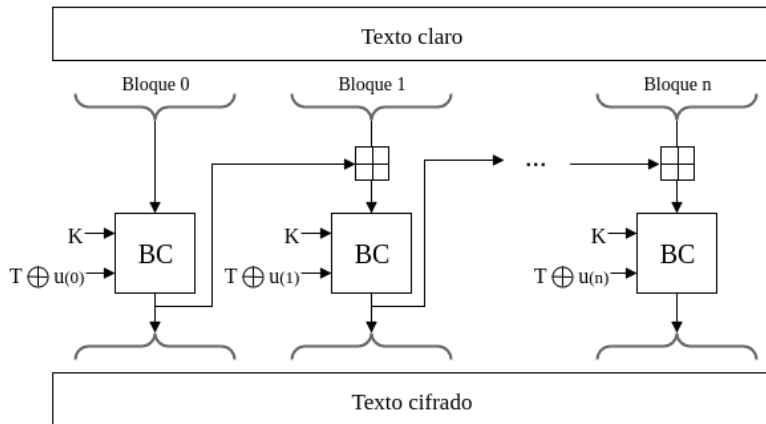 Texto claro
Bloque 0 Bloque 1 Bloque n
...
K K K
BC BC BC
T ⊕ u(0) T ⊕ u(1) T ⊕ u(n)
Texto cifrado